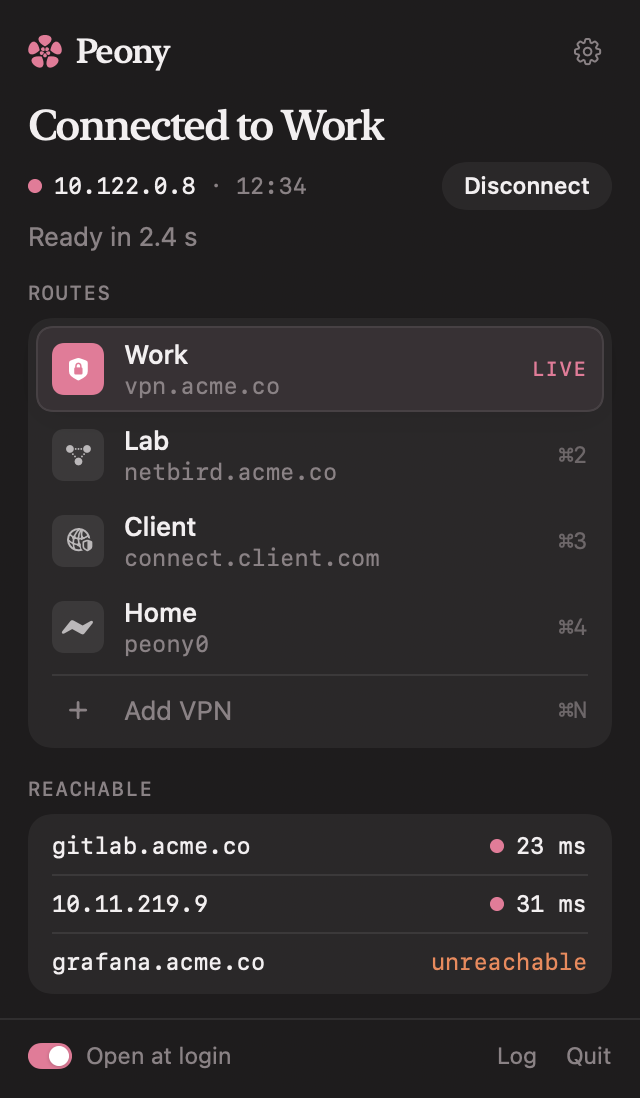 Peony
Connected to Work
10.122.0.8 · 12:34
Disconnect
Ready in 2.4 s
ROUTES
Work
vpn.acme.co
LIVE
Lab
netbird.acme.co
⌘2
Client
connect.client.com
⌘3
Home
peony0
⌘4
+ Add VPN
⌘N
REACHABLE
gitlab.acme.co
23 ms
10.11.219.9
31 ms
grafana.acme.co
unreachable
Open at login
Log
Quit